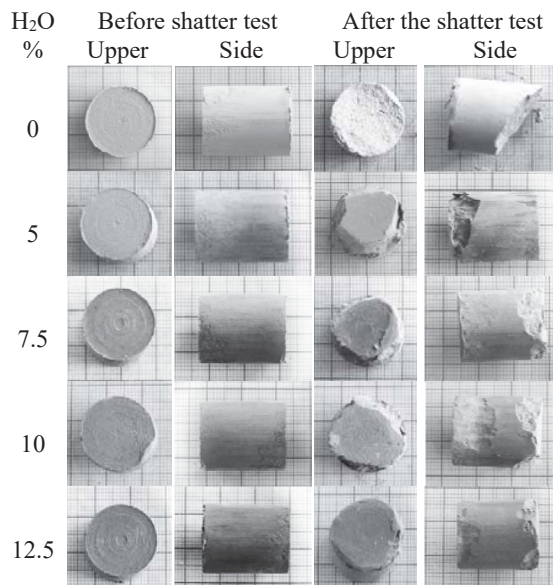 H₂O Before shatter test After the shatter test
% Upper Side Upper Side
0
5
7.5
10
12.5